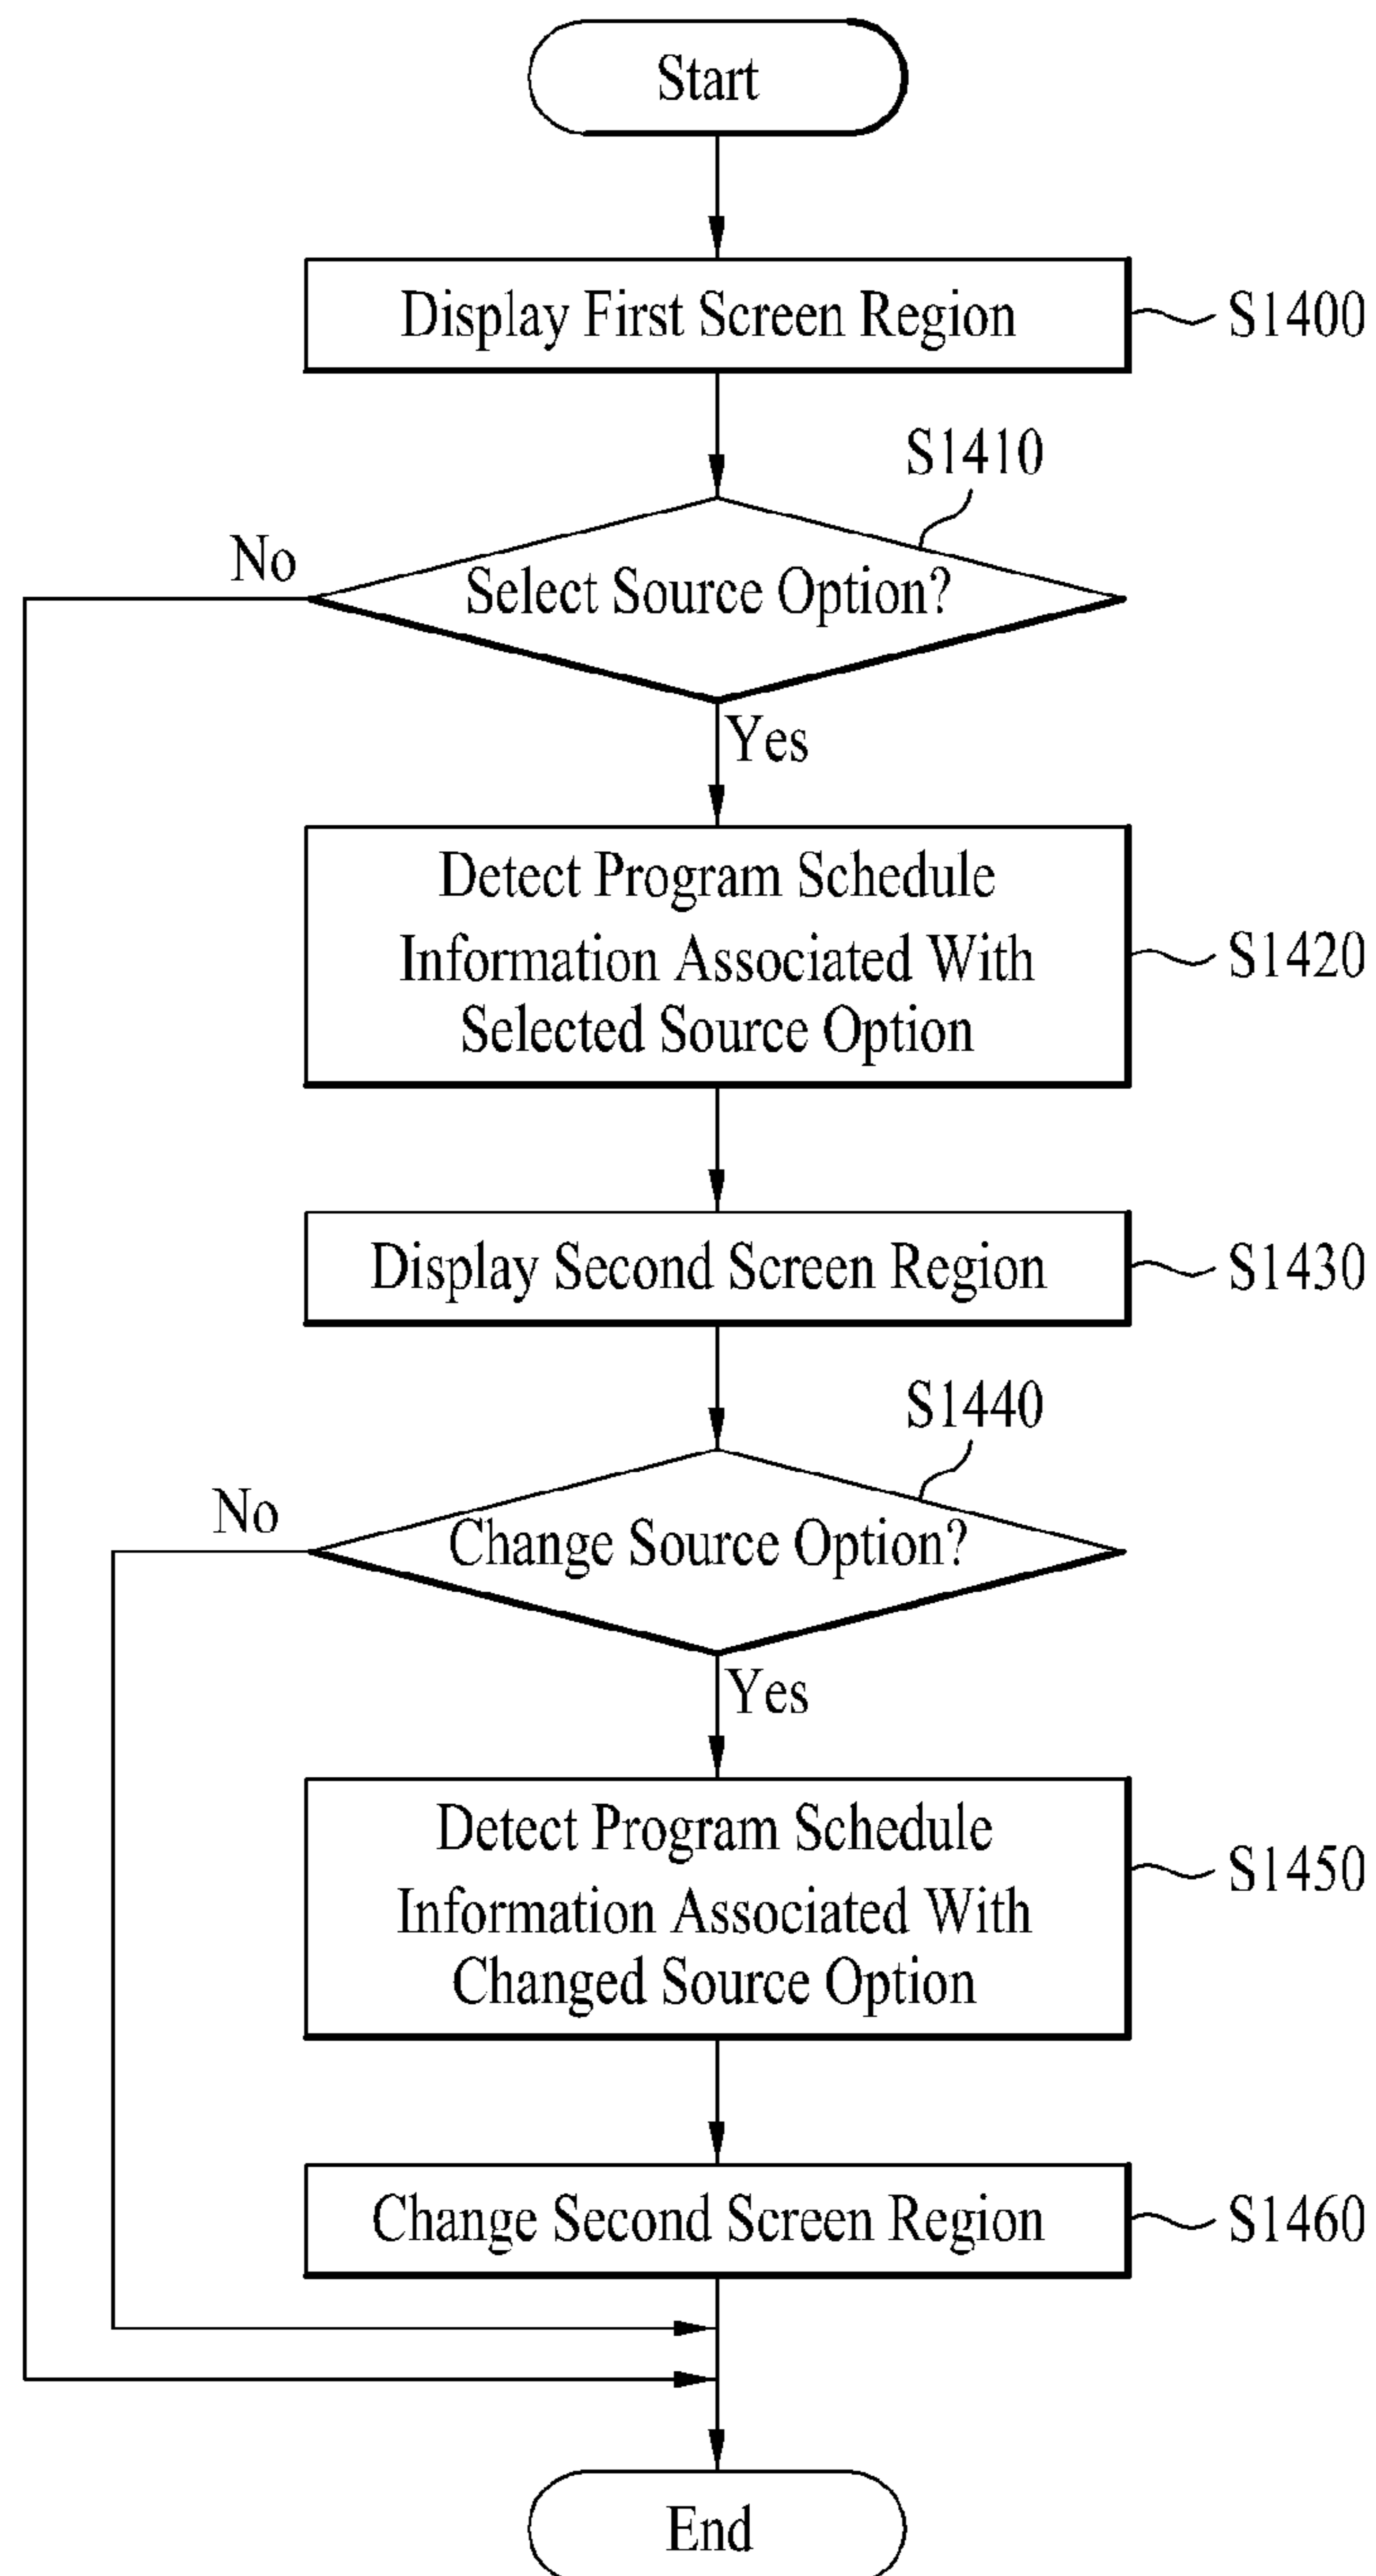 Start
Display First Screen Region
S1400
S1410
No
Select Source Option?
Yes
Detect Program Schedule
Information Associated With
Selected Source Option
S1420
Display Second Screen Region
S1430
S1440
No
Change Source Option?
Yes
Detect Program Schedule
Information Associated With
Changed Source Option
S1450
Change Second Screen Region
S1460
End